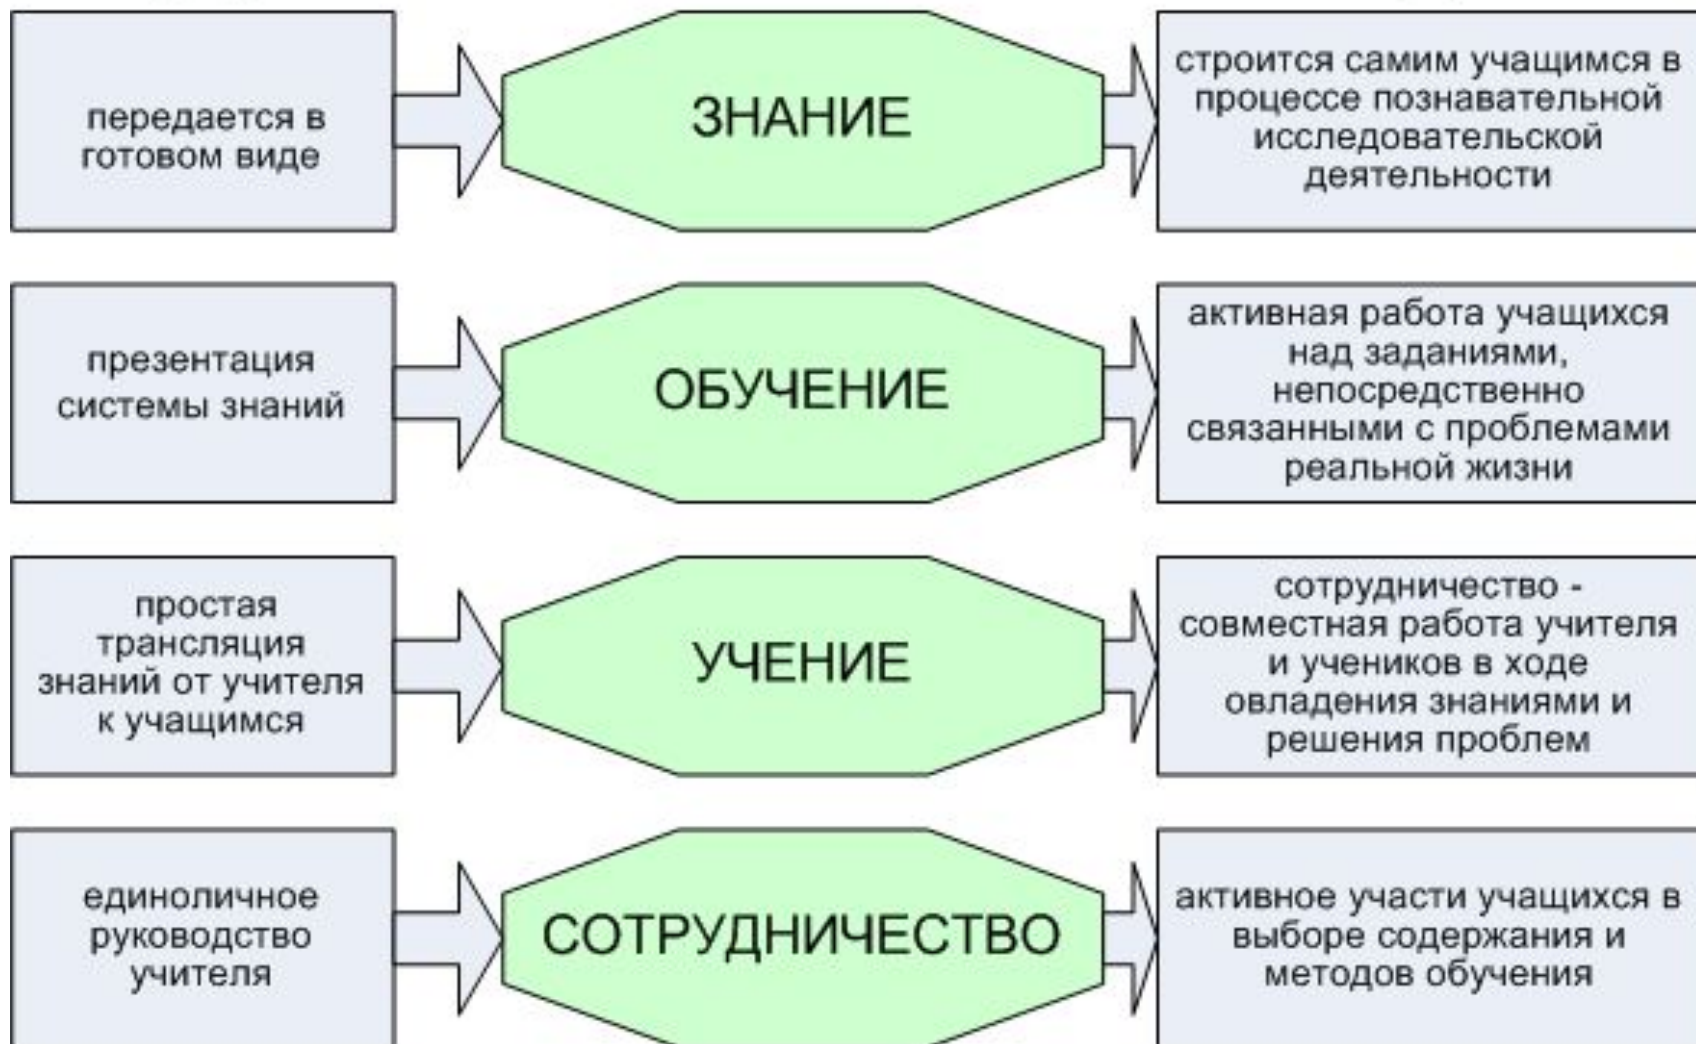 передается в
готовом виде
ЗНАНИЕ
строится самим учащимся в
процессе познавательной
исследовательской
деятельности
презентация
системы знаний
ОБУЧЕНИЕ
активная работа учащихся
над заданиями,
непосредственно
связанными с проблемами
реальной жизни
простая
трансляция
знаний от учителя
к учащимся
УЧЕНИЕ
сотрудничество -
совместная работа учителя
и учеников в ходе
овладения знаниями и
решения проблем
единоличное
руководство
учителя
СОТРУДНИЧЕСТВО
активное участи учащихся в
выборе содержания и
методов обучения